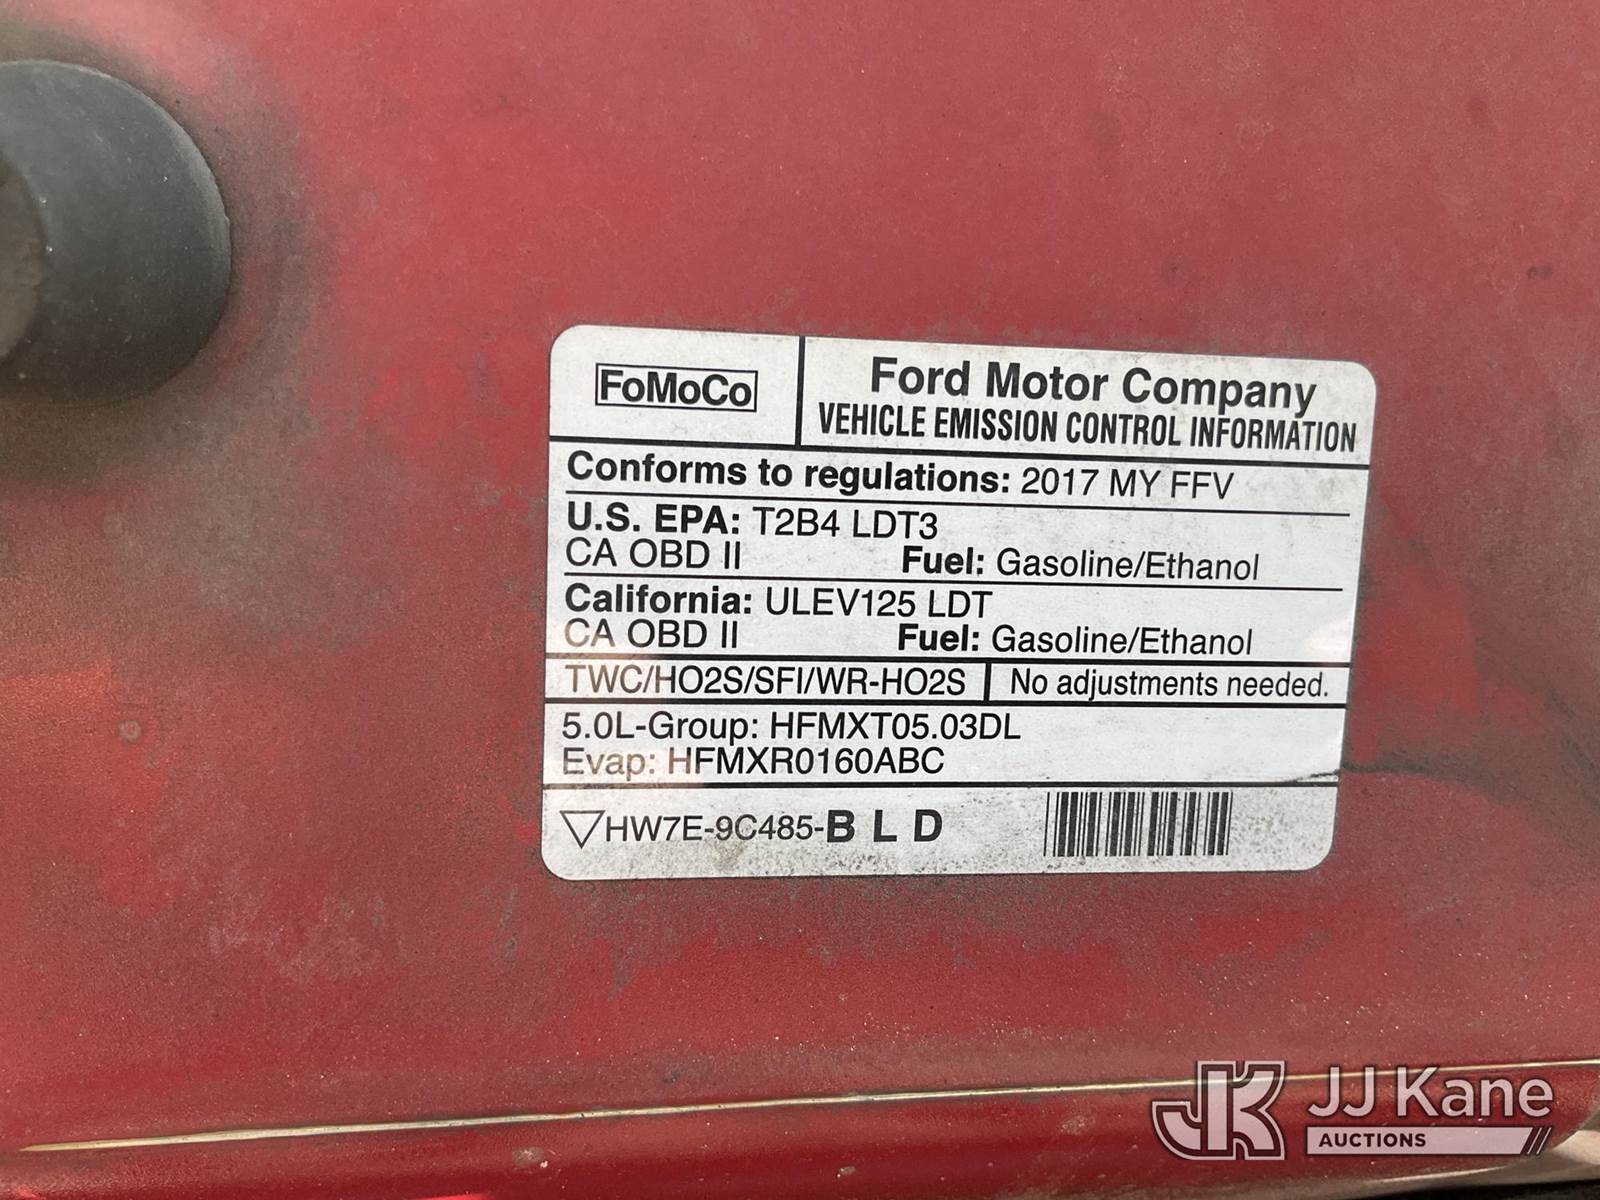 FoMoCo
Ford Motor Company
VEHICLE EMISSION CONTROL INFORMATION
Conforms to regulations: 2017 MY FFV
U.S. EPA: T2B4 LDT3
CA OBD II Fuel: Gasoline/Ethanol
California: ULEV125 LDT
CA OBD II Fuel: Gasoline/Ethanol
TWC/HO2S/SFI/WR-HO2S No adjustments needed.
5.0L-Group: HFMXT05.03DL
Evap: HFMXR0160ABC
HW7E-9C485-B L D
JK JJ Kane
AUCTIONS